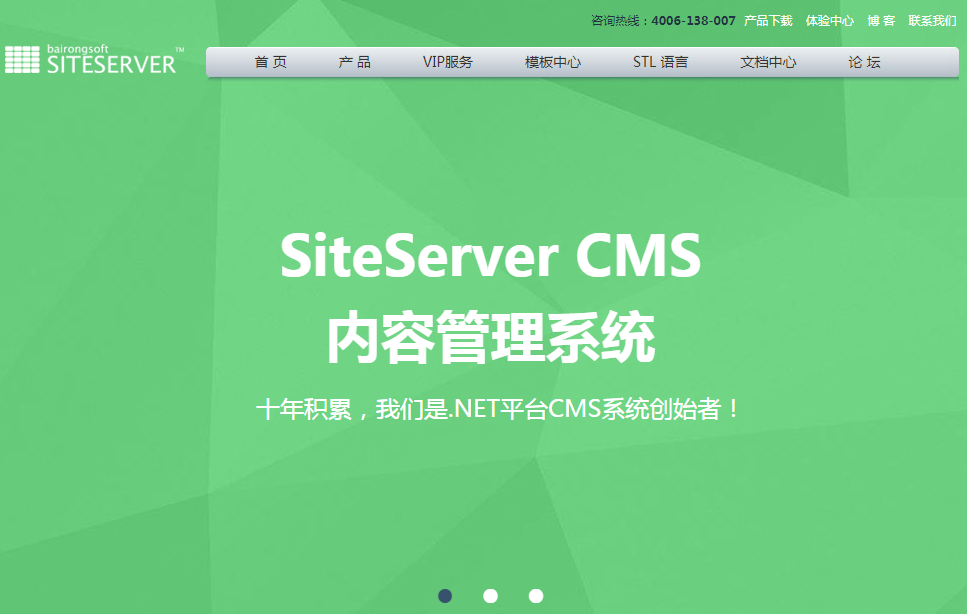 咨询热线：4006-138-007 产品下载 体验中心 博 客 联系我们
bairongsoft
SITESERVER™
首 页 产 品 VIP服务 模板中心 STL 语言 文档中心 论 坛
SiteServer CMS
内容管理系统
十年积累，我们是.NET平台CMS系统创始者！